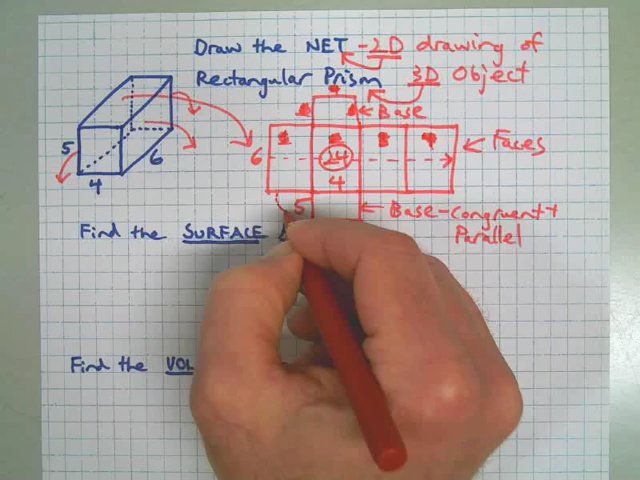 Draw the NET - 2D drawing of
Rectangular Prism 3D Object
Base
5
6
4
6
24
4
Faces
5
Base-congruent +
Parallel
Find the SURFACE
Find the VOL